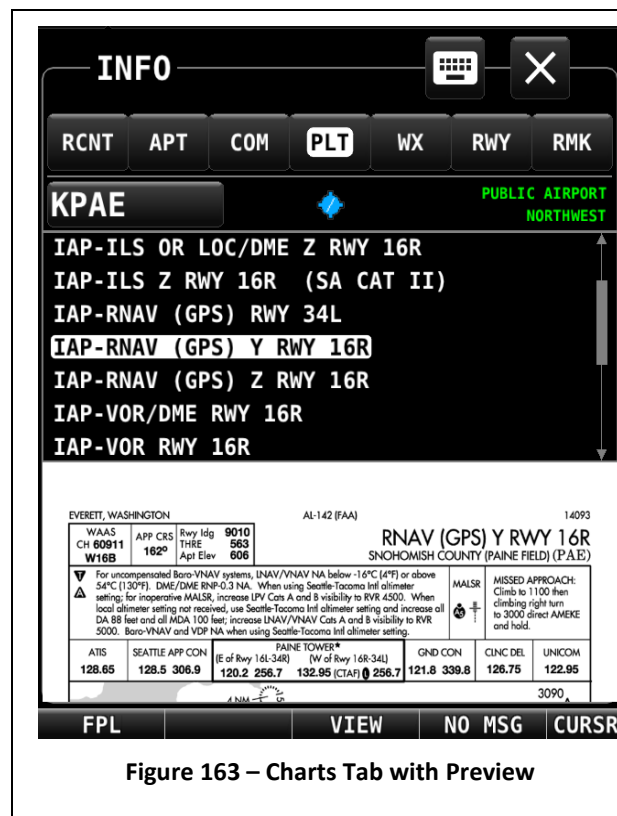 INFO
RCNT APT COM PLT WX RWY RMK
KPAE
PUBLIC AIRPORT
NORTHWEST
IAP-ILS OR LOC/DME Z RWY 16R
IAP-ILS Z RWY 16R (SA CAT II)
IAP-RNAV (GPS) RWY 34L
IAP-RNAV (GPS) Y RWY 16R
IAP-RNAV (GPS) Z RWY 16R
IAP-VOR/DME RWY 16R
IAP-VOR RWY 16R
EVERETT, WASHINGTON AL-142 (FAA) 14093
WAAS
CH 60911
W16B
APP CRS
162°
Rwy ldg 9010
THRE 563
Apt Elev 606
RNAV (GPS) Y RWY 16R
SNOHOMISH COUNTY (PAINE FIELD) (PAE)
For uncompensated Baro-VNAV systems, LNAV/VNAV NA below -16°C (4°F) or above
54°C (130°F). DME/DME RNP-0.3 NA. When using Seattle-Tacoma Intl altimeter
setting; for inoperative MALSR, increase LPV Cats A and B visibility to RVR 4500. When
local altimeter setting not received, use Seattle-Tacoma Intl altimeter setting and increase all
DA 88 feet and all MDA 100 feet; increase LNAV/VNAV Cats A and B visibility to RVR
5000. Baro-VNAV and VDP NA when using Seattle-Tacoma Intl altimeter setting.
MALSR
MISSED APPROACH:
Climb to 1100 then
climbing right turn
to 3000 direct AMEKE
and hold.
ATIS
128.65
SEATTLE APP CON
128.5 306.9
PAINE TOWER*
(E of Rwy 16L-34R) (W of Rwy 16R-34L)
120.2 256.7 132.95 (CTAF) 256.7
GND CON
121.8 339.8
CLNC DEL
126.75
UNICOM
122.95
4 NM
3090
FPL VIEW NO MSG CURSR
Figure 163 – Charts Tab with Preview